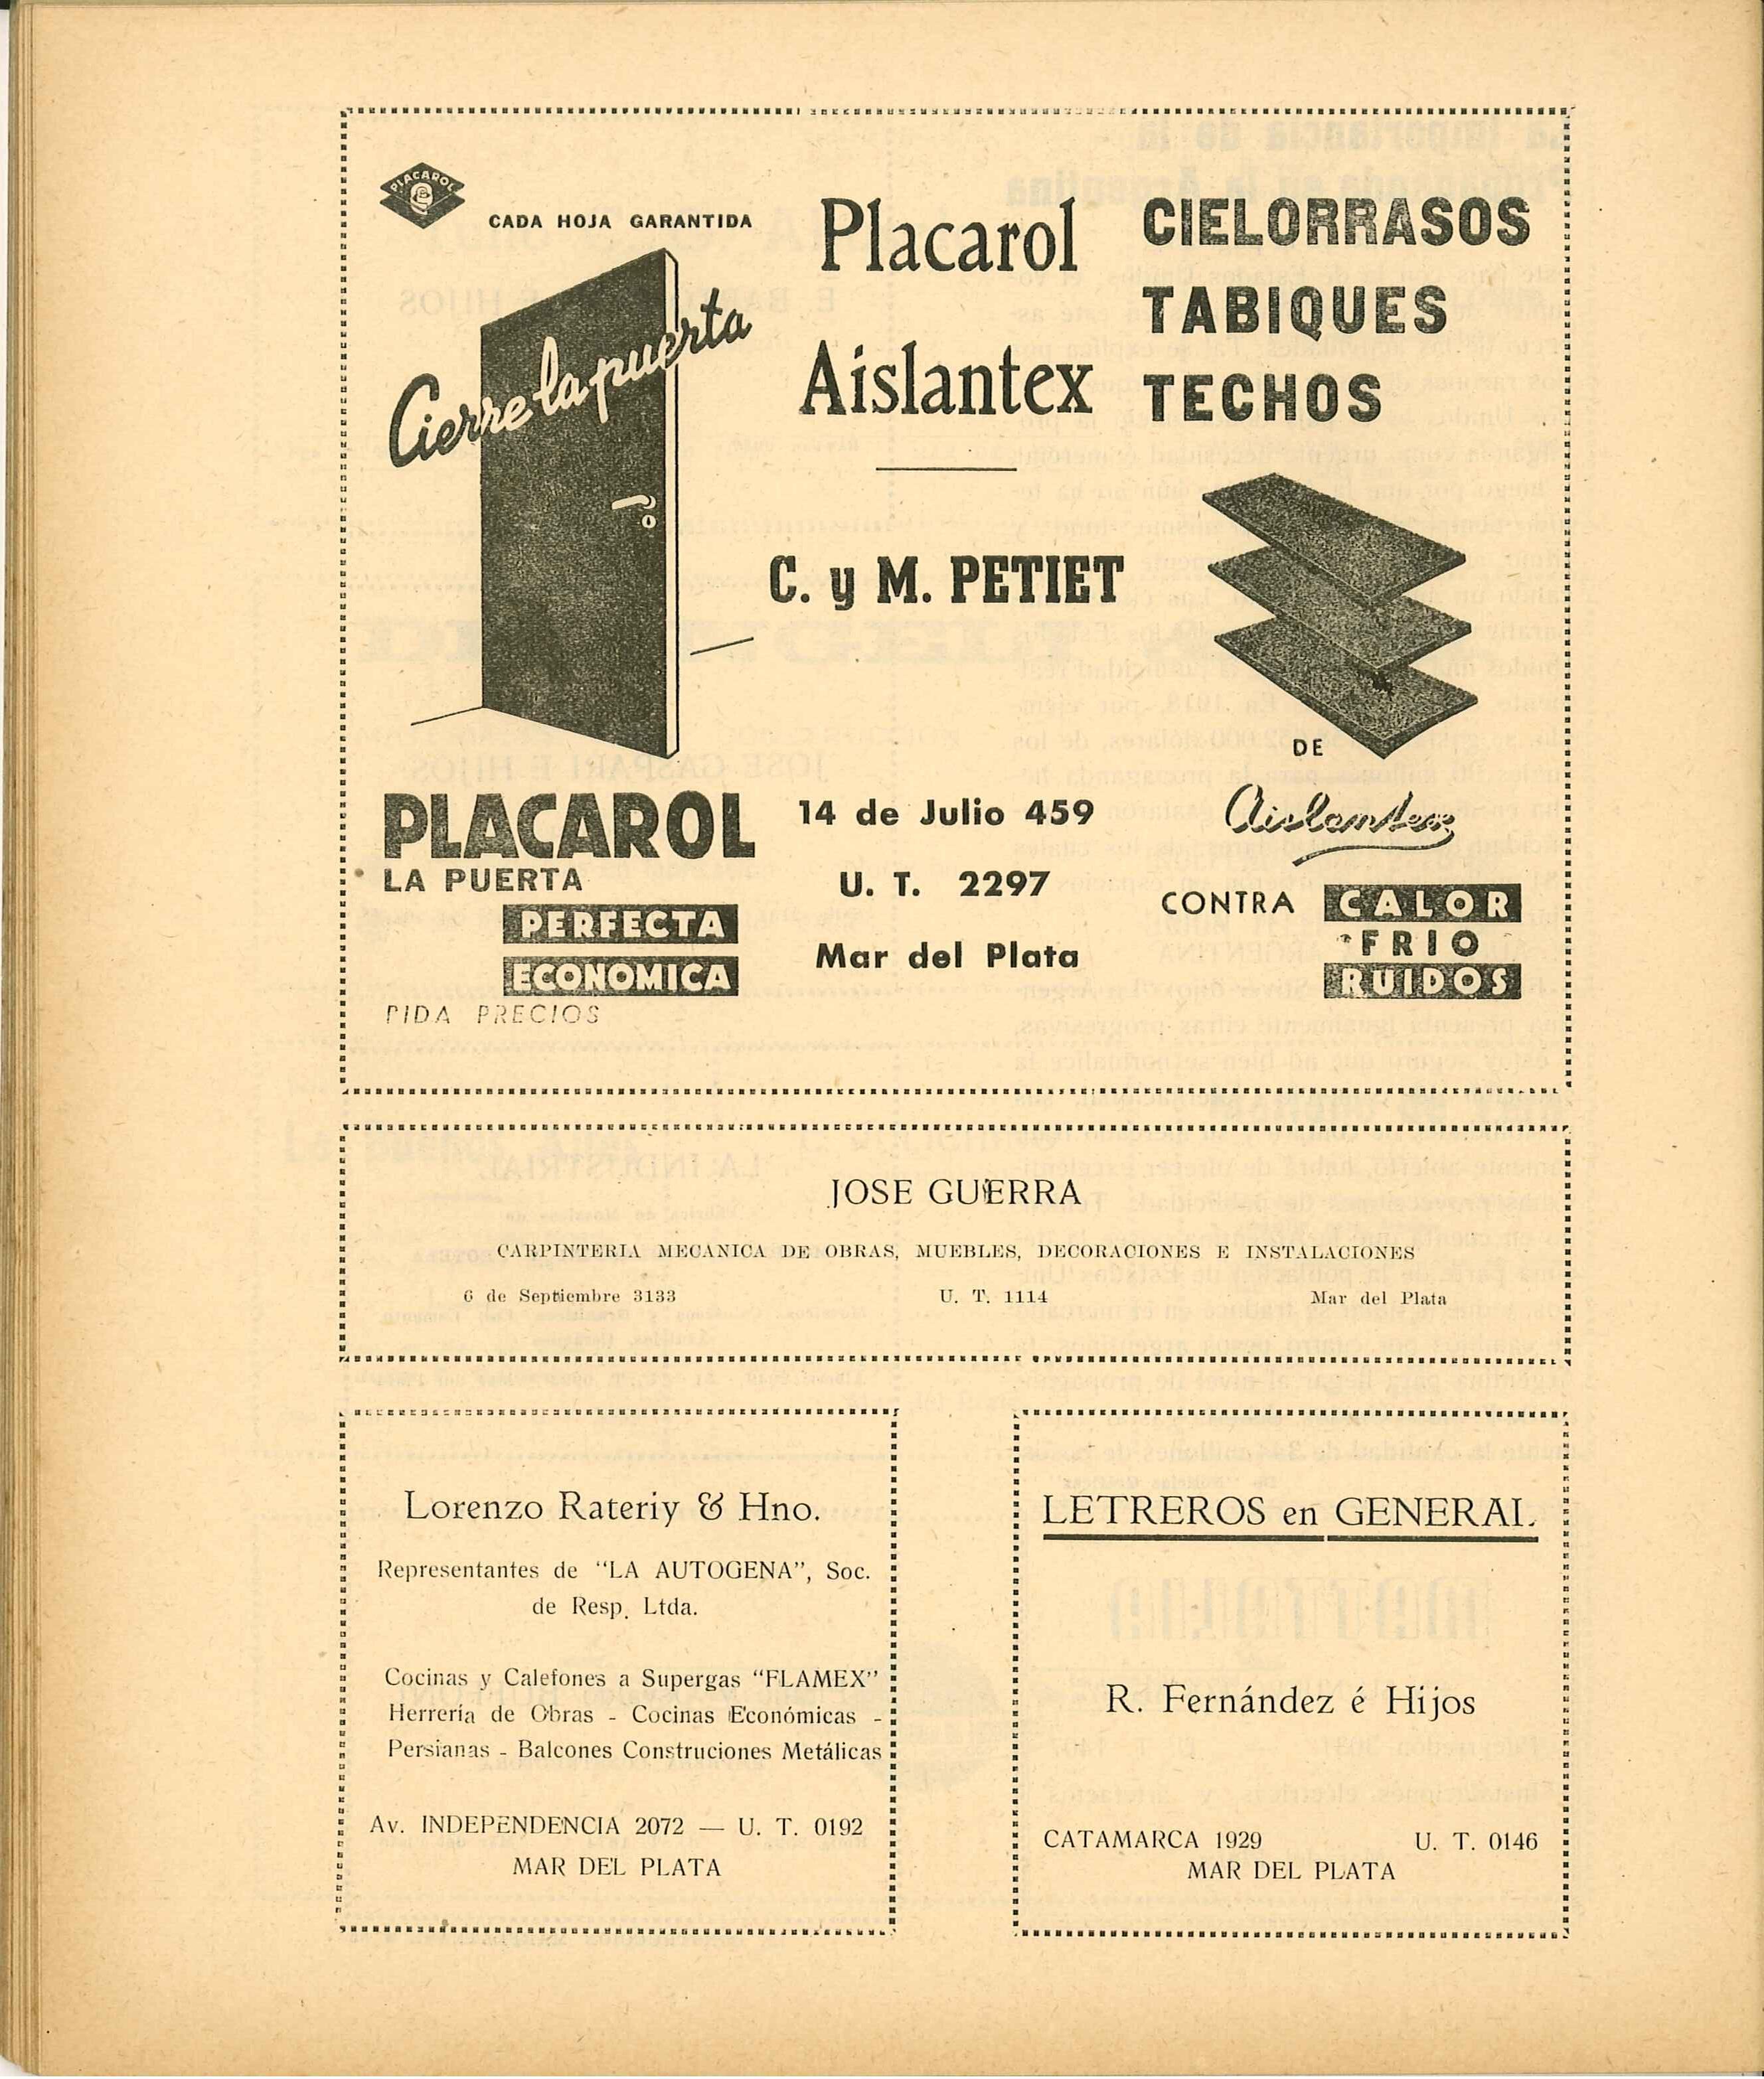 PLACAROL
CADA HOJA GARANTIDA
Cierre la puerta
PLACAROL
LA PUERTA
PERFECTA
ECONOMICA
PIDA PRECIOS
Placarol
Aislantex
C. y M. PETIET
14 de Julio 459
U. T. 2297
Mar del Plata
CIELORRASOS
TABIQUES
TECHOS
DE
Aislantex
CONTRA CALOR
FRIO
RUIDOS
JOSE GUERRA
CARPINTERIA MECANICA DE OBRAS, MUEBLES, DECORACIONES E INSTALACIONES
6 de Septiembre 3133 U. T. 1114 Mar del Plata
Lorenzo Rateriy & Hno.
Representantes de “LA AUTOGENA”, Soc.
de Resp. Ltda.
Cocinas y Calefones a Supergas “FLAMEX”
Herrería de Obras - Cocinas Económicas -
Persianas - Balcones Construciones Metálicas
Av. INDEPENDENCIA 2072 — U. T. 0192
MAR DEL PLATA
LETREROS en GENERAL
R. Fernández é Hijos
CATAMARCA 1929 U. T. 0146
MAR DEL PLATA